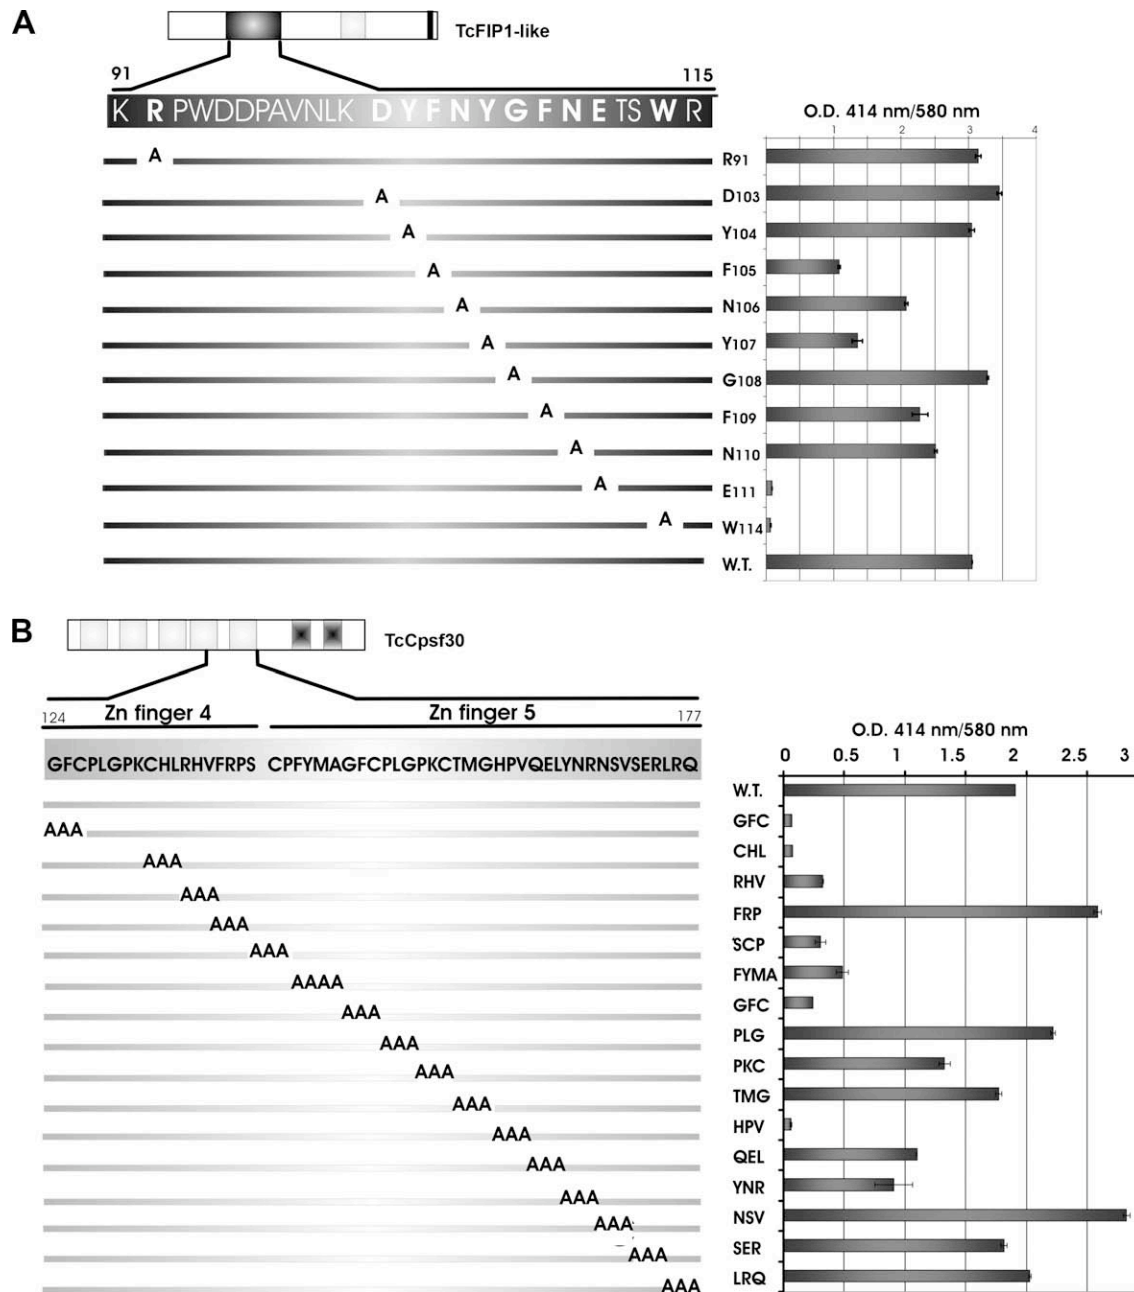 A
TcFIP1-like
91 115
K R PWDDPAVNLK D Y F N Y G F N E TS W R
O.D. 414 nm/580 nm
1 2 3 4
A R91
A D103
A Y104
A F105
A N106
A Y107
A G108
A F109
A N110
A E111
A W114
W.T.
B
TcCpsf30
124 Zn finger 4 Zn finger 5 177
GFCPLGPKCHLRHVFRPS CPFYMAGFCPLGPKCTMGHPVQELYNRNSVSERLRQ
O.D. 414 nm/580 nm
0 0.5 1 1.5 2 2.5 3
W.T.
AAA GFC
AAA CHL
AAA RHV
AAA FRP
AAA SCP
AAAA FYMA
AAA GFC
AAA PLG
AAA PKC
AAA TMG
AAA HPV
AAA QEL
AAA YNR
AAA NSV
AAA SER
AAA LRQ